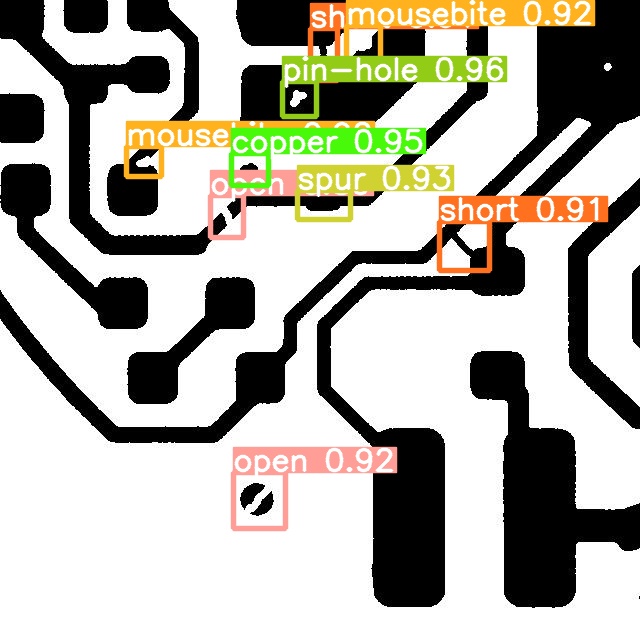 mousebite 0.92
pin-hole 0.96
copper 0.95
spur 0.93
short 0.91
open 0.92